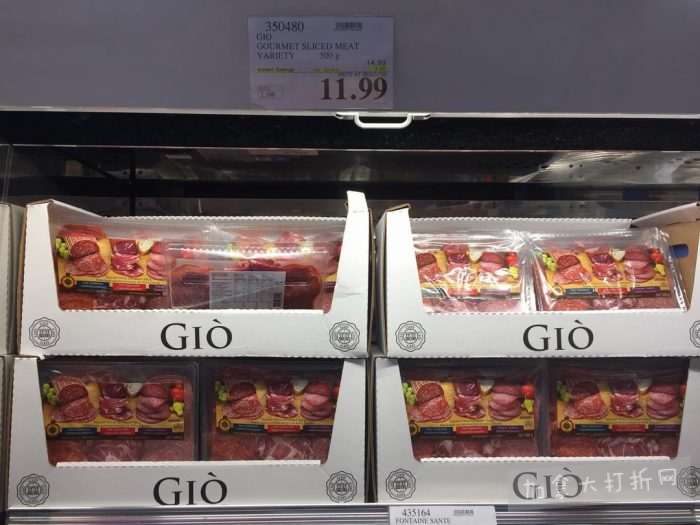 350480
GIO
GOURMET SLICED MEAT
VARIETY 500 g
14.99
11.99
GIÒ
GIÒ
GIÒ
GIÒ
加拿大打折网
435164
FONTAINE SANTE